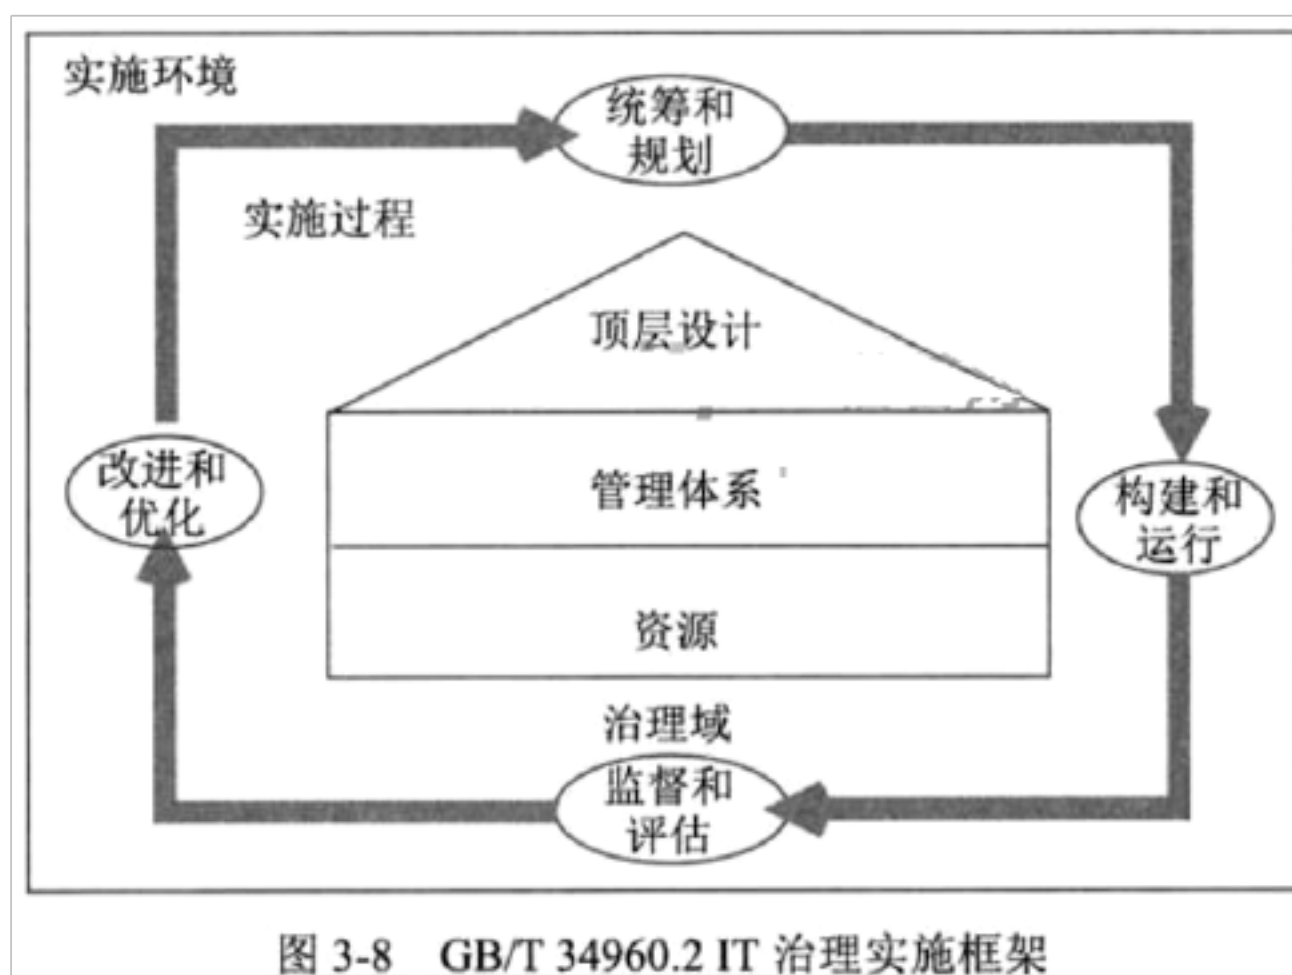 实施环境
统筹和
规划
实施过程
顶层设计
改进和
优化
管理体系
构建和
运行
资源
治理域
监督和
评估
图 3-8 GB/T 34960.2 IT 治理实施框架